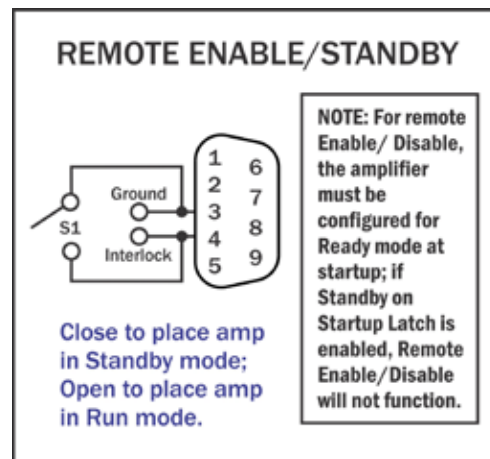 REMOTE ENABLE/STANDBY
1
2
3
4
5
6
7
8
9
Ground
S1
Interlock
Close to place amp
in Standby mode;
Open to place amp
in Run mode.
NOTE: For remote
Enable/ Disable,
the amplifier
must be
configured for
Ready mode at
startup; if
Standby on
Startup Latch is
enabled, Remote
Enable/Disable
will not function.